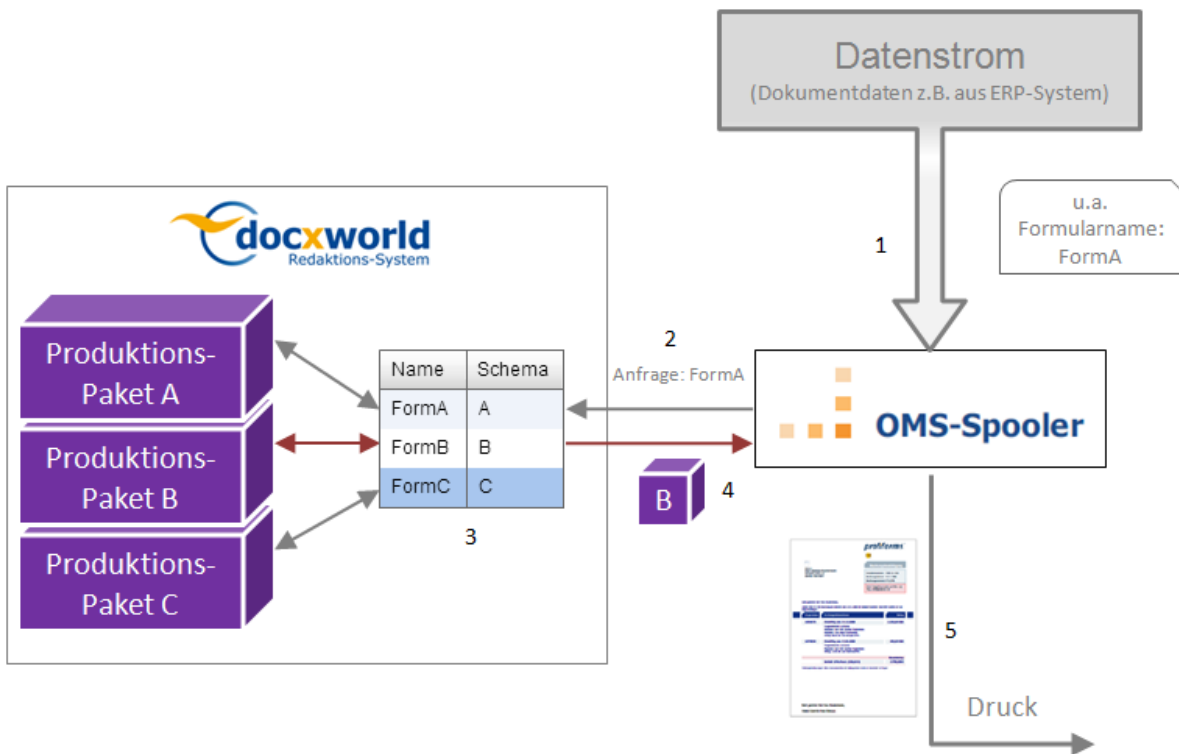 Datenstrom
(Dokumentdaten z.B. aus ERP-System)
u.a.
Formularname:
FormA
1
docxworld
Redaktions-System
Produktions-
Paket A
Produktions-
Paket B
Produktions-
Paket C
Name Schema
FormA A
FormB B
FormC C
3
2
Anfrage: FormA
B
4
OMS-Spooler
profiforms
5
Druck